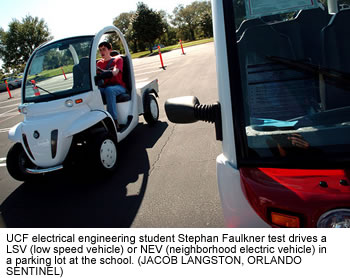 UCF electrical engineering student Stephan Faulkner test drives a
LSV (low speed vehicle) or NEV (neighborhood electric vehicle) in
a parking lot at the school. (JACOB LANGSTON, ORLANDO
SENTINEL)